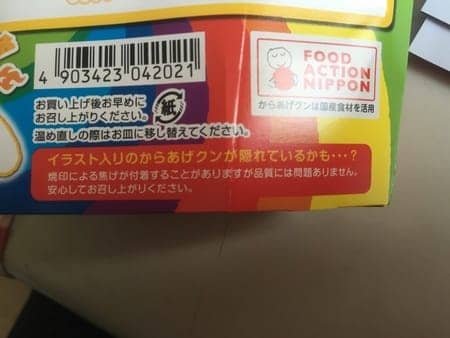 4 903423 042021
FOOD
ACTION
NIPPON
からあげクンは国産食材を活用
お買い上げ後お早めに
お召し上がりください。
紙
温め直しの際はお皿に移し替えてください。
イラスト入りのからあげクンが隠れているかも・・・?
焼印による焦げが付着することがありますが品質には問題ありません。
安心してお召し上がりください。